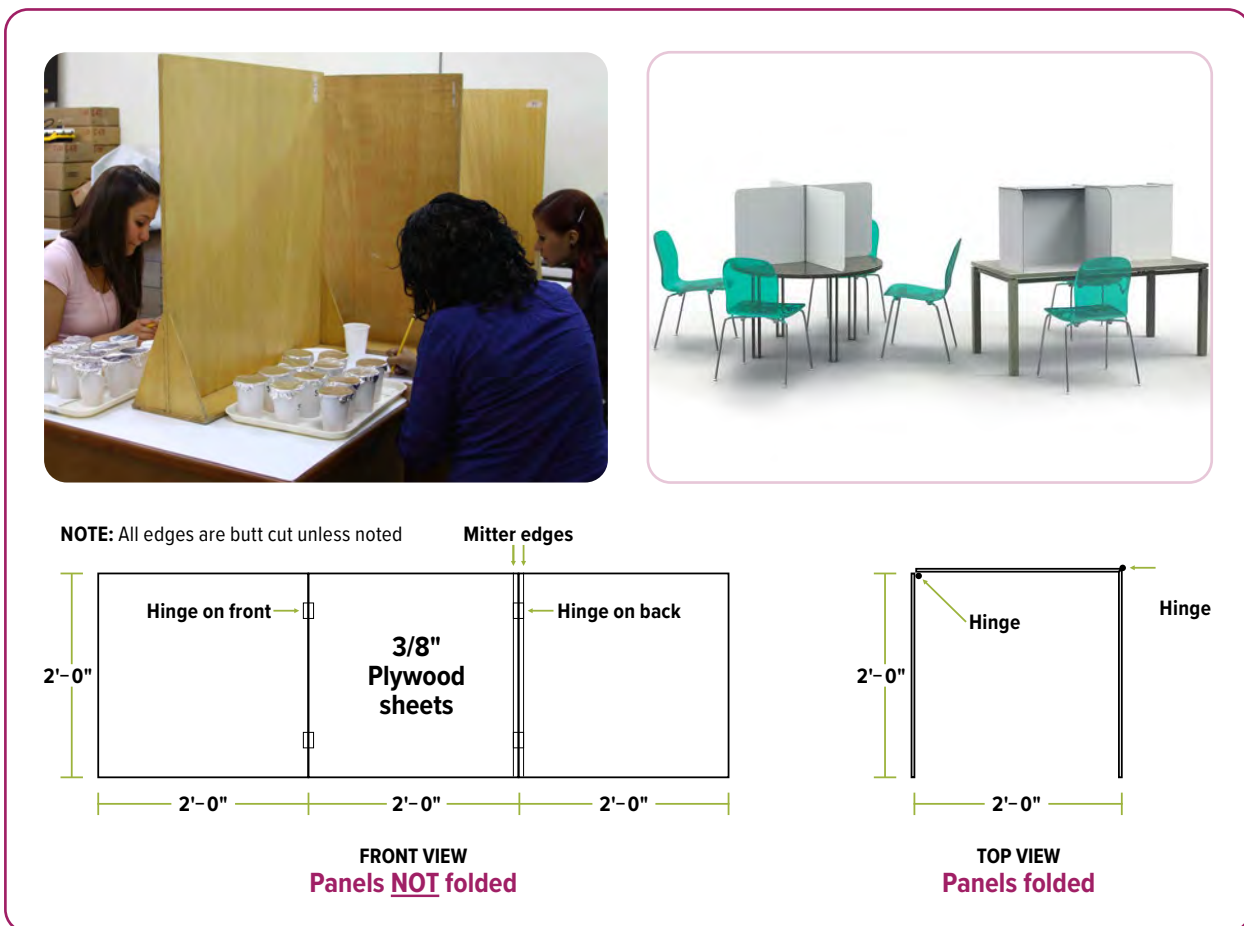 NOTE: All edges are butt cut unless noted
Mitter edges
Hinge on front
Hinge on back
3/8"
Plywood
sheets
2'-0"
2'-0"
2'-0"
2'-0"
FRONT VIEW
Panels NOT folded
Hinge
Hinge
2'-0"
2'-0"
TOP VIEW
Panels folded